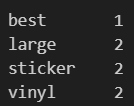 best 1
large 2
sticker 2
vinyl 2